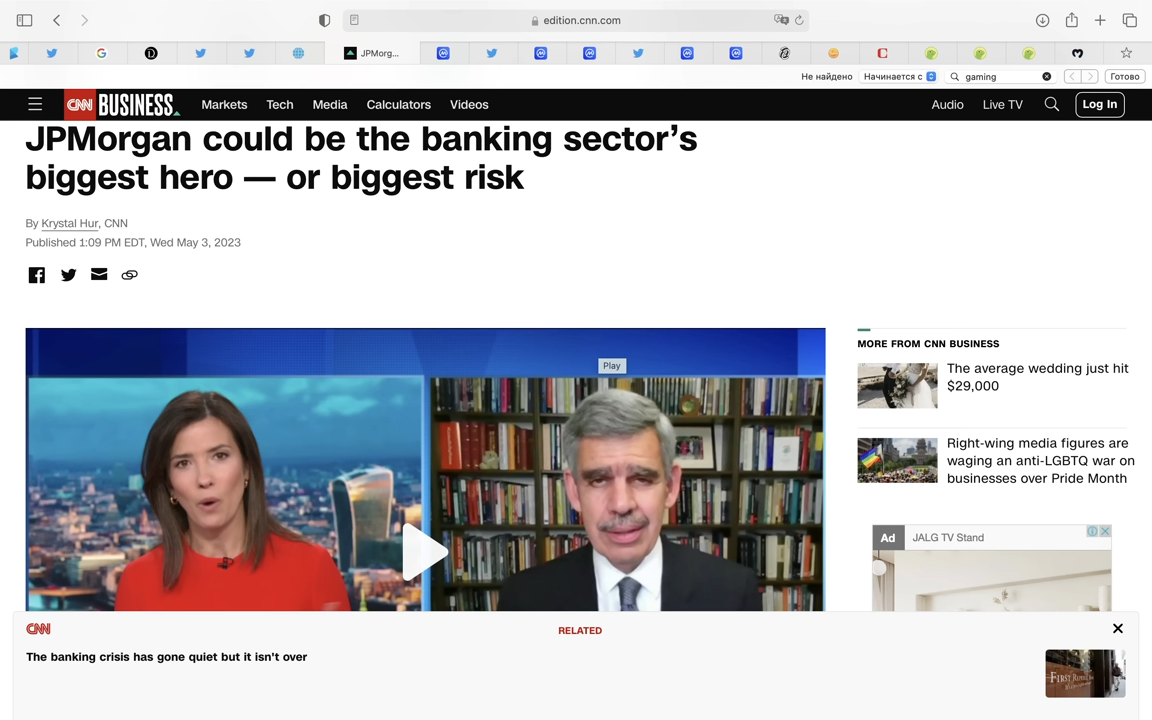 edition.cnn.com
JPMorg...
Не найдено
Начинается с
gaming
Готово
CNN BUSINESS
Markets
Tech
Media
Calculators
Videos
Audio
Live TV
Log In
JPMorgan could be the banking sector's
biggest hero — or biggest risk
By Krystal Hur, CNN
Published 1:09 PM EDT, Wed May 3, 2023
Play
MORE FROM CNN BUSINESS
The average wedding just hit
$29,000
Right-wing media figures are
waging an anti-LGBTQ war on
businesses over Pride Month
Ad
JALG TV Stand
CNN
RELATED
The banking crisis has gone quiet but it isn't over